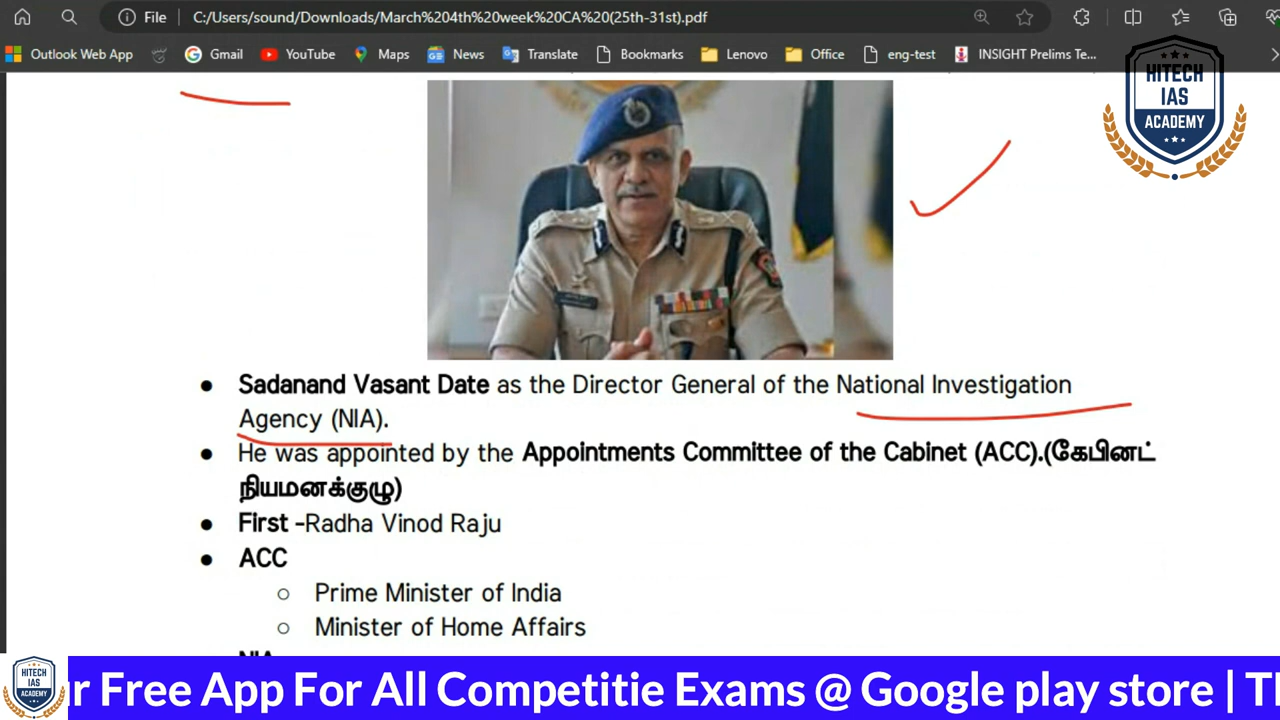 File
C:/Users/sound/Downloads/March%204th%20week%20CA%20(25th-31st).pdf
Outlook Web App
Gmail
YouTube
Maps
News
Translate
Bookmarks
Lenovo
Office
eng-test
INSIGHT Prelims Te...
HITECH
IAS
ACADEMY
Sadanand Vasant Date as the Director General of the National Investigation
Agency (NIA).
He was appointed by the Appointments Committee of the Cabinet (ACC).(கேபினட்
நியமனக்குழு)
First -Radha Vinod Raju
ACC
Prime Minister of India
Minister of Home Affairs
NIA
HITECH
IAS
ACADEMY
r Free App For All Competitie Exams @ Google play store | T